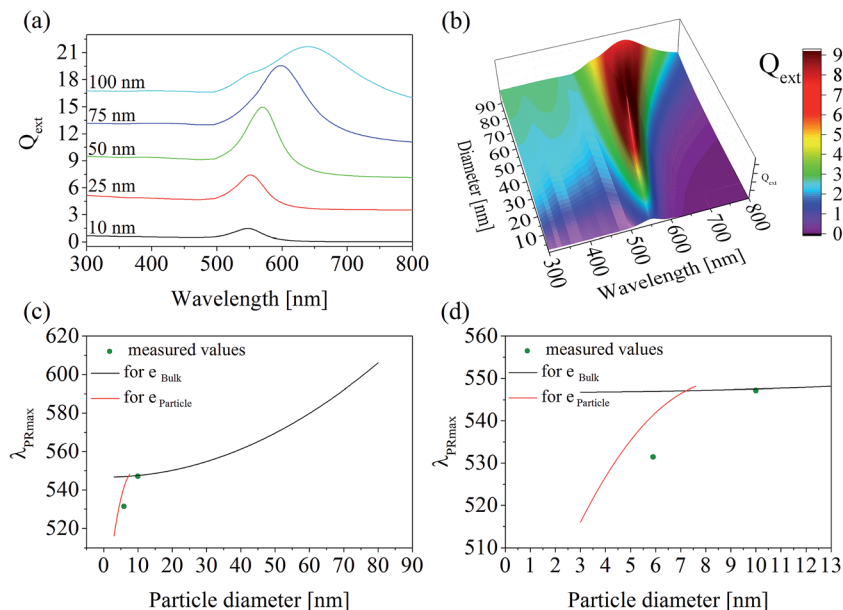 (a)
21
18
15
12
9
6
3
0
Q ext
100 nm
75 nm
50 nm
25 nm
10 nm
300 400 500 600 700 800
Wavelength [nm]
(b)
90
80
70
60
50
40
30
20
10
Diameter [nm]
300 400 500 600 700 800
Wavelength [nm]
Q ext
Q ext
9
8
7
6
5
4
3
2
1
0
(c)
620
600
580
560
540
520
λ PRmax
measured values
for e Bulk
for e Particle
0 10 20 30 40 50 60 70 80 90
Particle diameter [nm]
(d)
560
550
540
530
520
510
λ PRmax
measured values
for e Bulk
for e Particle
0 1 2 3 4 5 6 7 8 9 10 11 12 13
Particle diameter [nm]